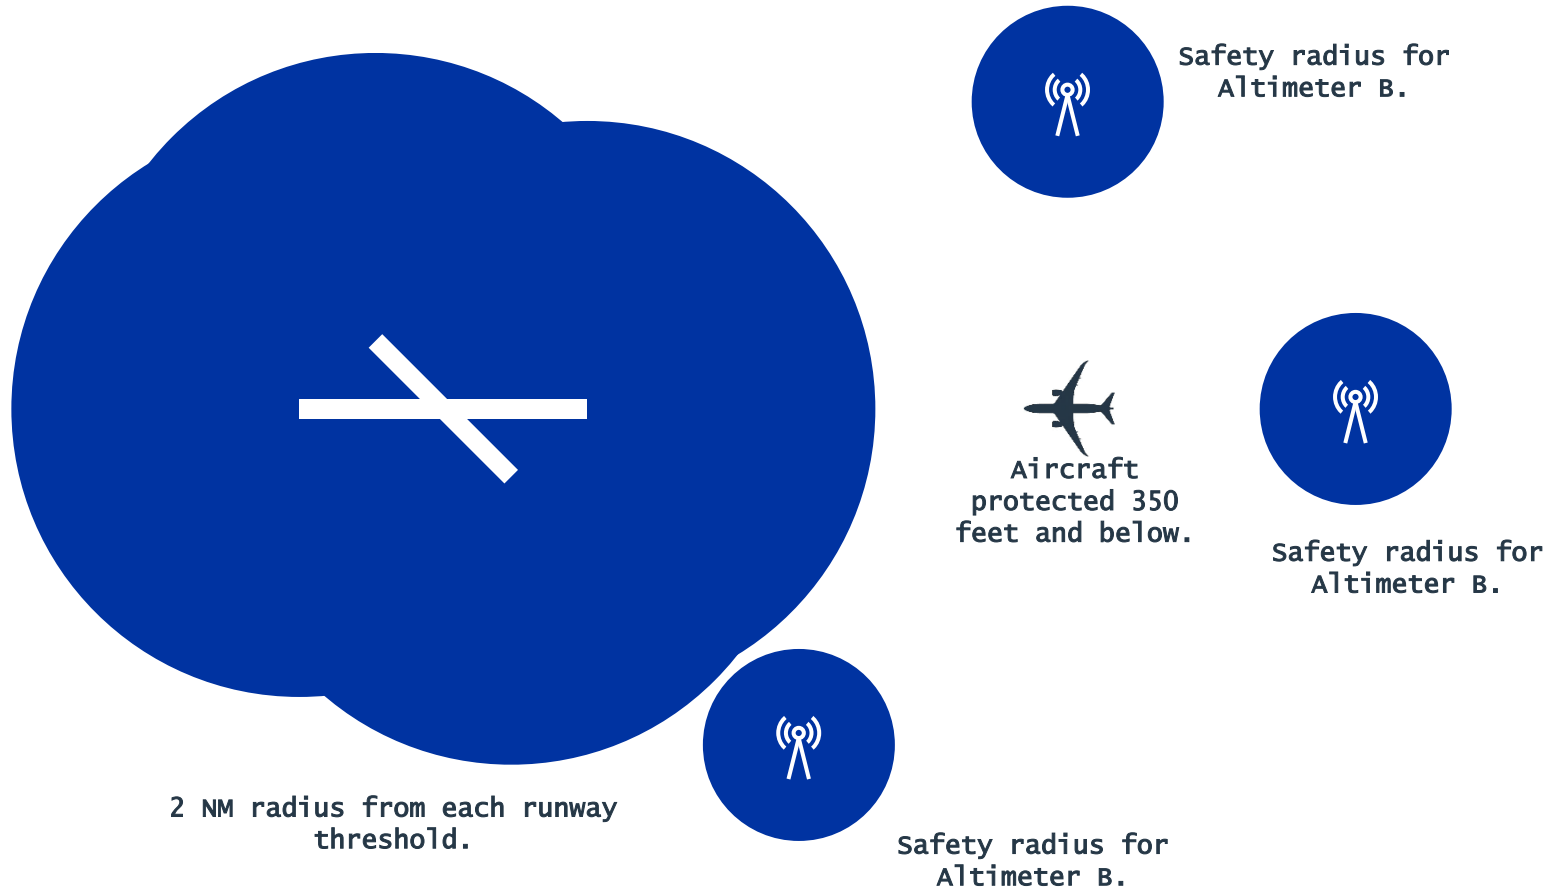 Safety radius for
Altimeter B.
Aircraft
protected 350
feet and below.
Safety radius for
Altimeter B.
2 NM radius from each runway
threshold.
Safety radius for
Altimeter B.